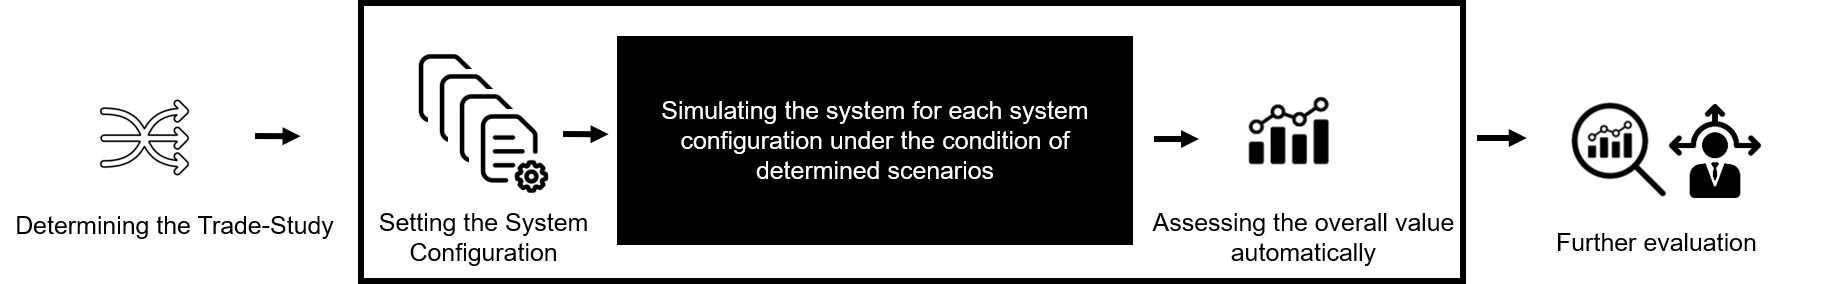 Determining the Trade-Study
Setting the System
Configuration
Simulating the system for each system
configuration under the condition of
determined scenarios
Assessing the overall value
automatically
Further evaluation